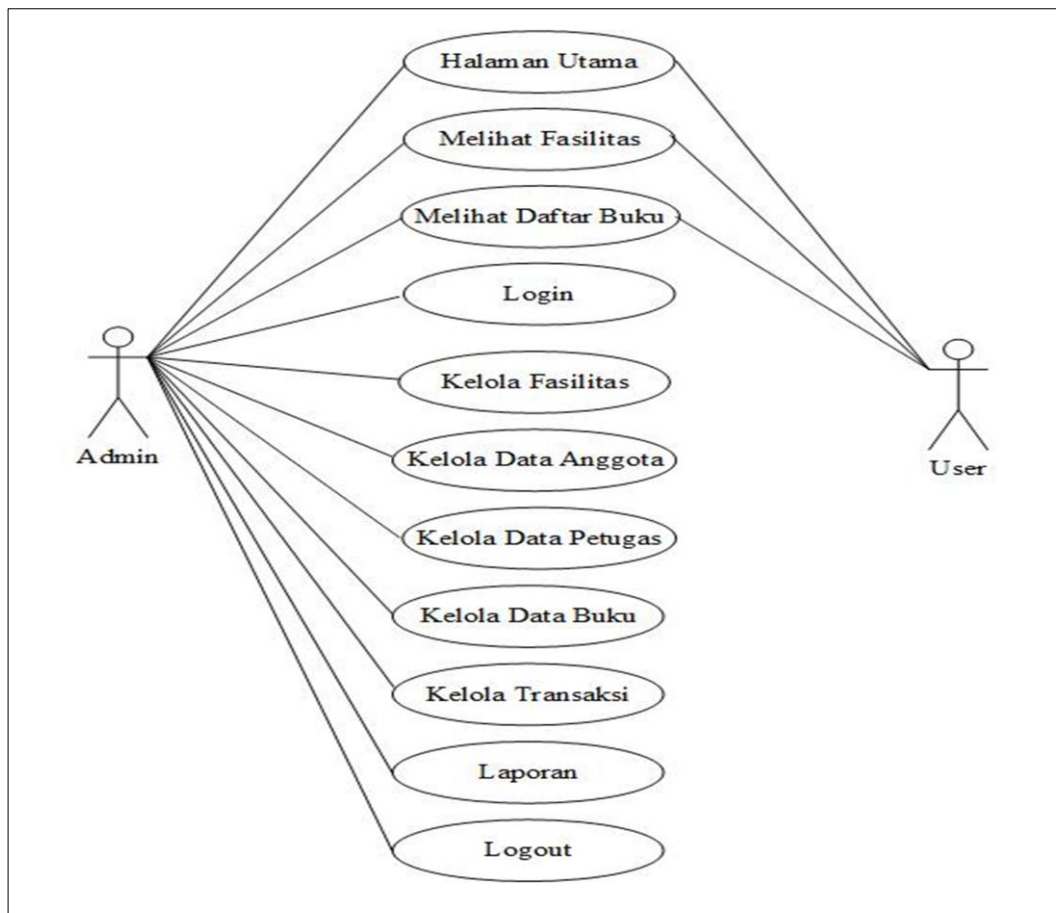 Halaman Utama
Melihat Fasilitas
Melihat Daftar Buku
Login
Kelola Fasilitas
Admin
User
Kelola Data Anggota
Kelola Data Petugas
Kelola Data Buku
Kelola Transaksi
Laporan
Logout